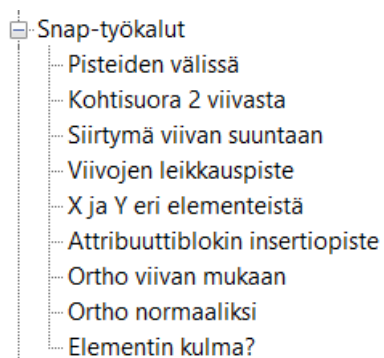 Snap-työkalut
Pisteiden välissä
Kohtisuora 2 viivasta
Siirtymä viivan suuntaan
Viivojen leikkauspiste
X ja Y eri elementeistä
Attribuuttiblokin insertiopiste
Ortho viivan mukaan
Ortho normaaliksi
Elementin kulma?